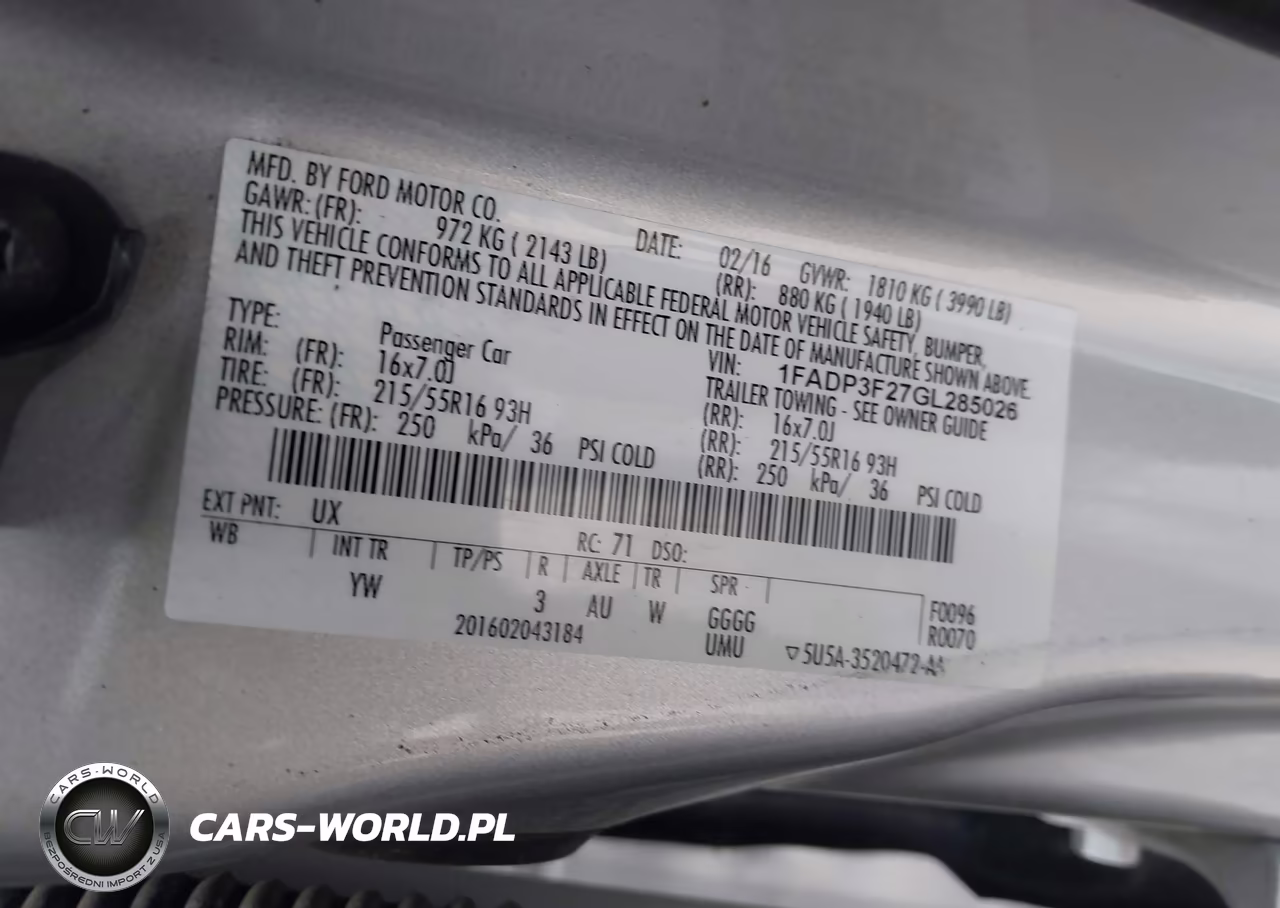 MFD. BY FORD MOTOR CO. DATE: 02/16 GVWR: 1810 KG ( 3990 LB)
GAWR: (FR): 972 KG ( 2143 LB) (RR): 880 KG ( 1940 LB)
THIS VEHICLE CONFORMS TO ALL APPLICABLE FEDERAL MOTOR VEHICLE SAFETY, BUMPER,
AND THEFT PREVENTION STANDARDS IN EFFECT ON THE DATE OF MANUFACTURE SHOWN ABOVE.
VIN: 1FADP3F27GL285026
TYPE: Passenger Car TRAILER TOWING - SEE OWNER GUIDE
RIM: (FR): 16x7.0J (RR): 16x7.0J
TIRE: (FR): 215/55R16 93H (RR): 215/55R16 93H
PRESSURE: (FR): 250 kPa/ 36 PSI COLD (RR): 250 kPa/ 36 PSI COLD
EXT PNT: UX RC: 71 DSO:
WB INT TR TP/PS R AXLE TR SPR F0096
YW 3 AU W GGGG R0070
201602043184 UMU ▽5U5A-3520472-AA
CARS-WORLD
CW
BEZPOŚREDNI IMPORT Z USA
CARS-WORLD.PL